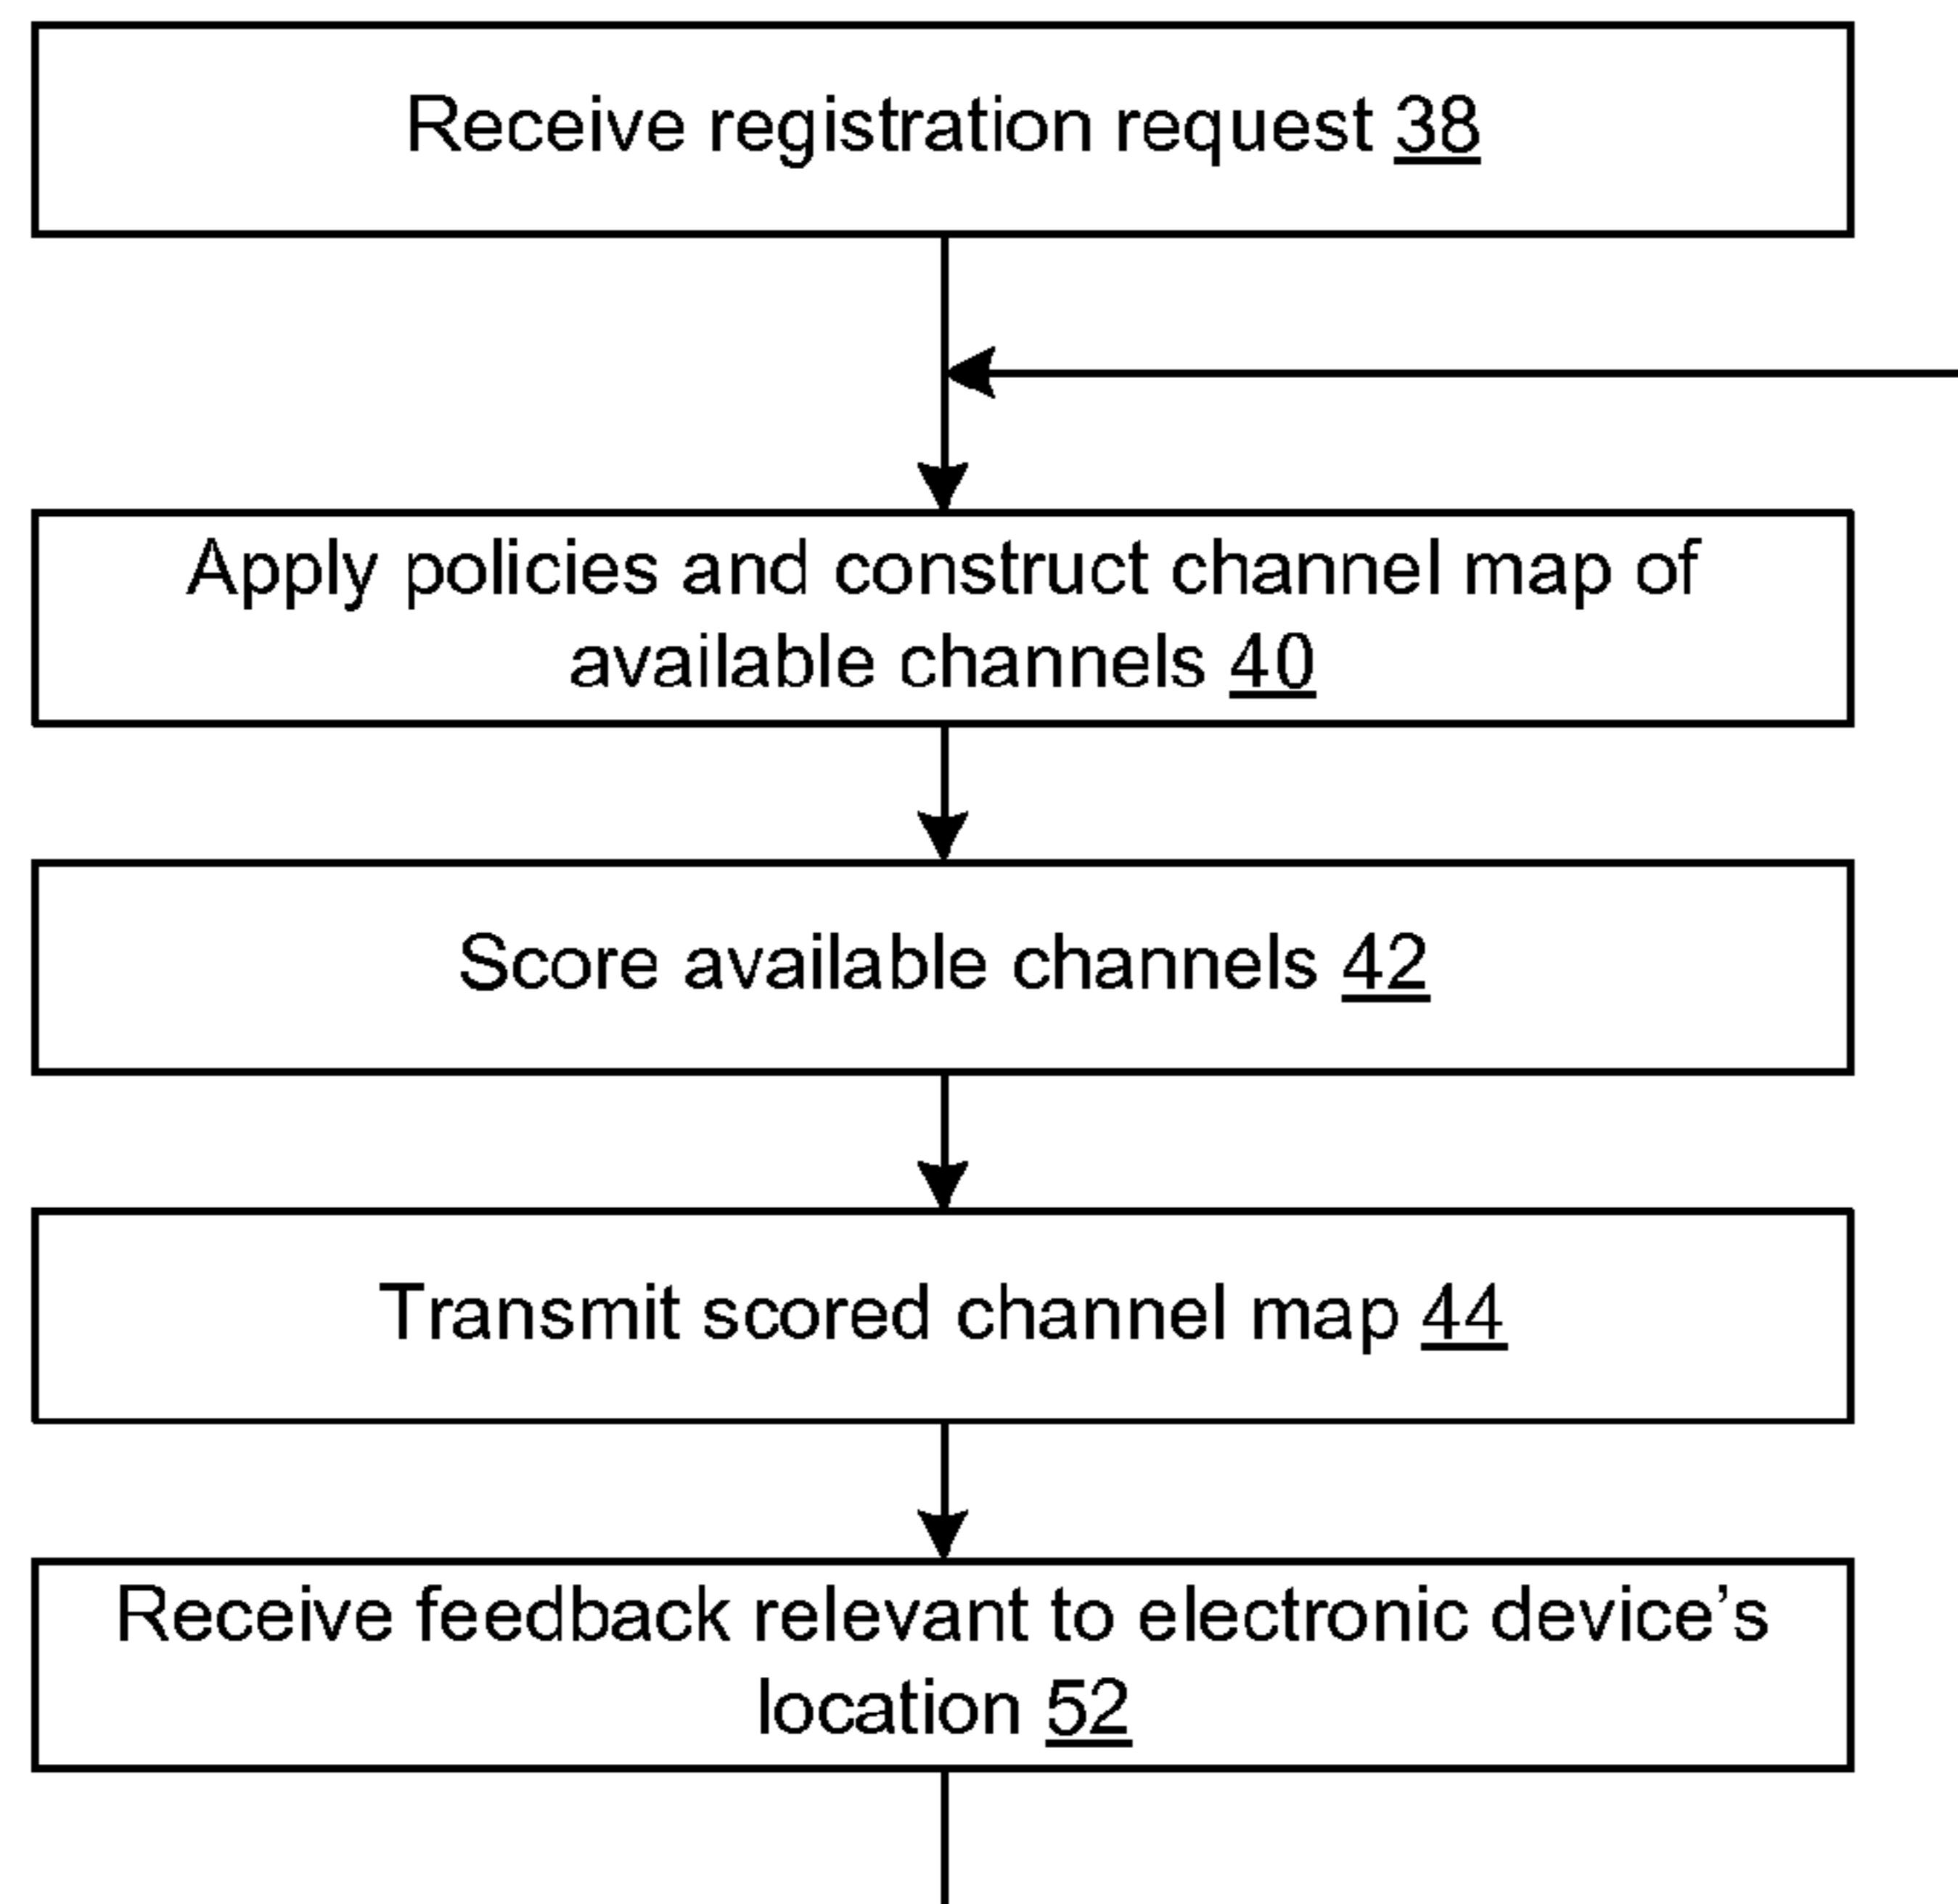 Receive registration request 38
Apply policies and construct channel map of
available channels 40
Score available channels 42
Transmit scored channel map 44
Receive feedback relevant to electronic device’s
location 52